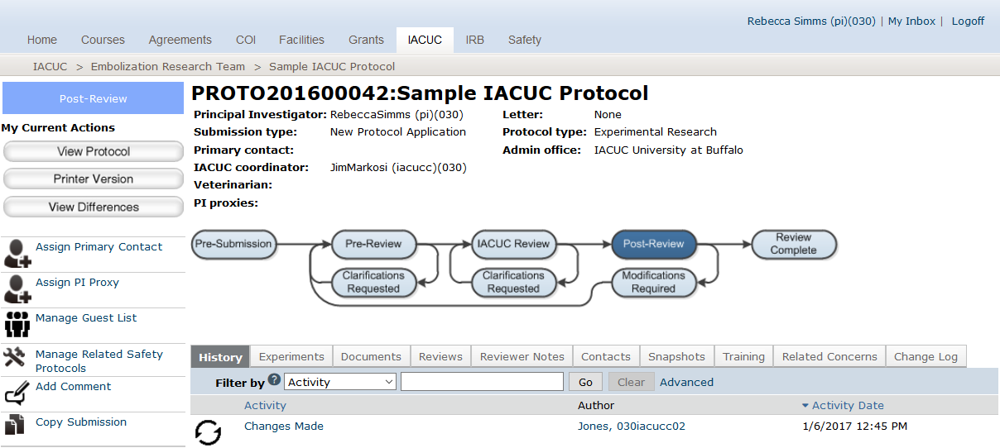 Rebecca Simms (pi)(030) | My Inbox | Logoff
Home Courses Agreements COI Facilities Grants IACUC IRB Safety
IACUC > Embolization Research Team > Sample IACUC Protocol
Post-Review
My Current Actions
View Protocol
Printer Version
View Differences
Assign Primary Contact
Assign PI Proxy
Manage Guest List
Manage Related Safety
Protocols
Add Comment
Copy Submission
PROTO201600042:Sample IACUC Protocol
Principal Investigator: RebeccaSimms (pi)(030) Letter: None
Submission type: New Protocol Application Protocol type: Experimental Research
Primary contact: Admin office: IACUC University at Buffalo
IACUC coordinator: JimMarkosi (iacucc)(030)
Veterinarian:
PI proxies:
Pre-Submission
Pre-Review
IACUC Review
Post-Review
Review
Complete
Clarifications
Requested
Clarifications
Requested
Modifications
Required
History Experiments Documents Reviews Reviewer Notes Contacts Snapshots Training Related Concerns Change Log
Filter by ? Activity Go Clear Advanced
Activity Author Activity Date
Changes Made Jones, 030iacucc02 1/6/2017 12:45 PM